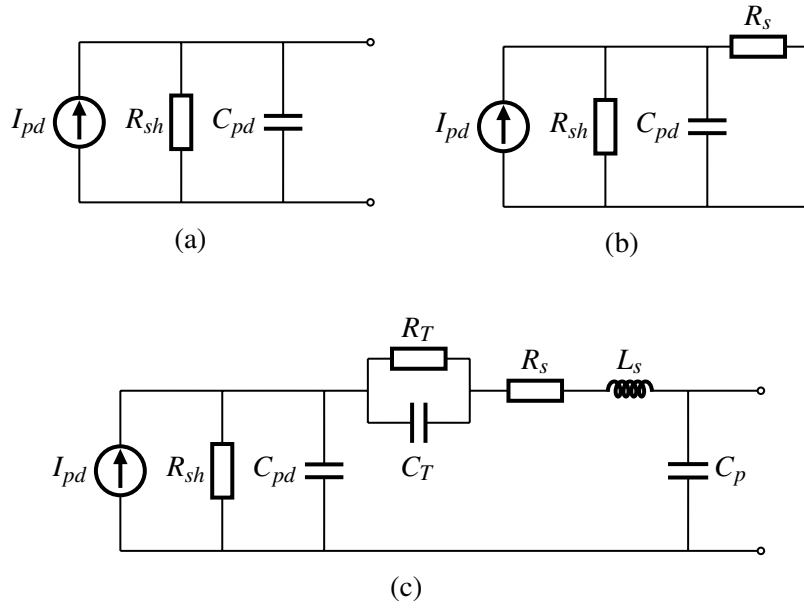 I_pd R_sh C_pd
(a)
R_s
I_pd R_sh C_pd
(b)
R_T
R_s L_s
I_pd R_sh C_pd C_T C_p
(c)